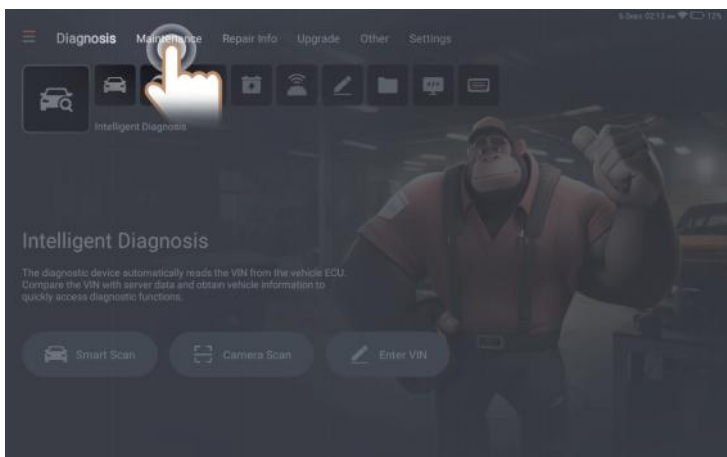 Diagnosis Maintenance Repair Info Upgrade Other Settings
Intelligent Diagnosis
Intelligent Diagnosis
The diagnostic device automatically reads the VIN from the vehicle ECU.
Compare the VIN with server data and obtain vehicle information to
quickly access diagnostic functions.
Smart Scan Camera Scan Enter VIN